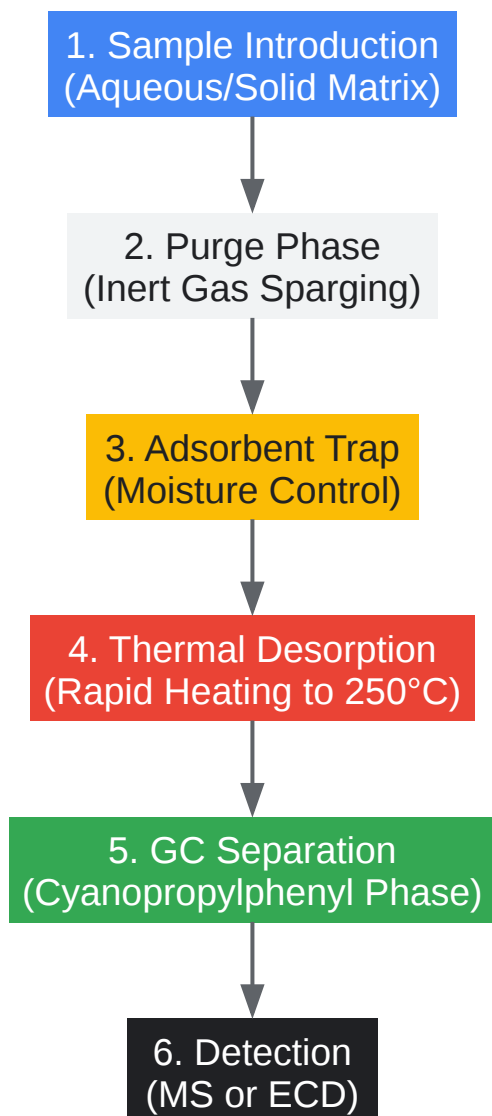 1. Sample Introduction
(Aqueous/Solid Matrix)
2. Purge Phase
(Inert Gas Sparging)
3. Adsorbent Trap
(Moisture Control)
4. Thermal Desorption
(Rapid Heating to 250°C)
5. GC Separation
(Cyanopropylphenyl Phase)
6. Detection
(MS or ECD)